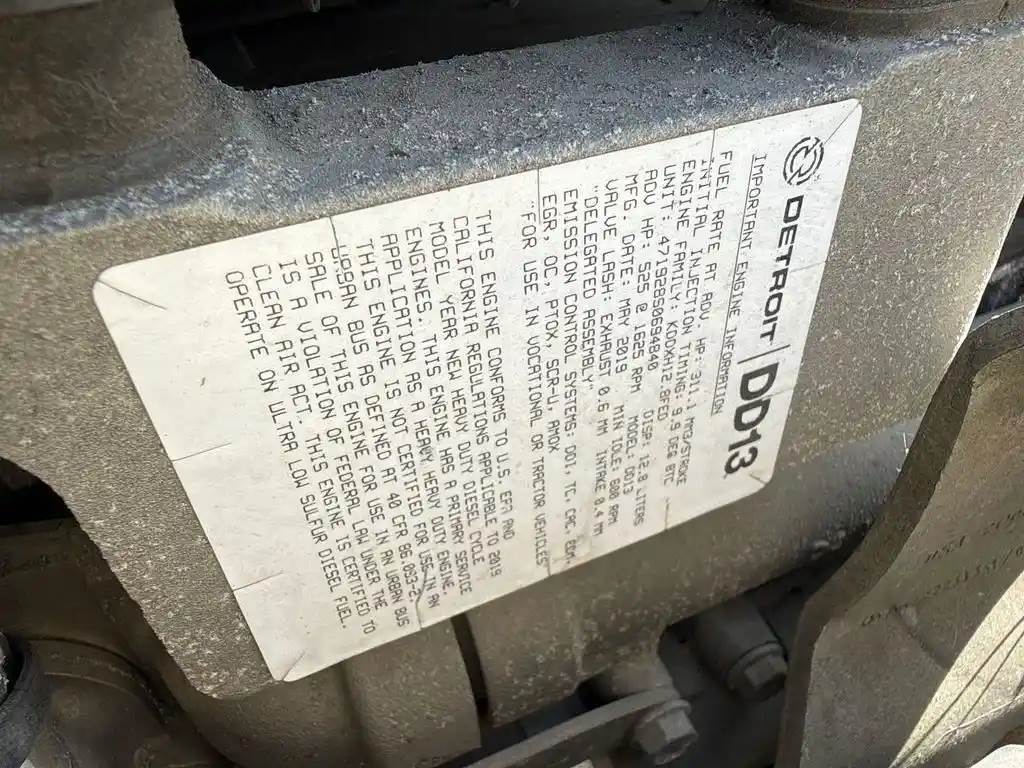 DETROIT | DD13
IMPORTANT ENGINE INFORMATION
FUEL RATE AT ADV. HP: 311.1 MM3/STROKE
INITIAL INJECTION TIMING: 9.9 DEG BTC
ENGINE FAMILY: KDDXH12.8FED DISP: 12.8 LITERS
UNIT: 471928S0564840 MODEL: DD13
ADV HP: 525 @ 1625 RPM MIN IDLE: 600 RPM
MFG. DATE: MAY 2019
VALVE LASH: EXHAUST 0.6 MM INTAKE 0.4 MM
"DELEGATED ASSEMBLY"
EMISSION CONTROL SYSTEMS: DDI, TC, CAC, ECM,
EGR, OC, PTOX, SCR-U, AMOX
"FOR USE IN VOCATIONAL OR TRACTOR VEHICLES"
THIS ENGINE CONFORMS TO U.S. EPA AND
CALIFORNIA REGULATIONS APPLICABLE TO 2019
MODEL YEAR NEW HEAVY DUTY DIESEL CYCLE
ENGINES. THIS ENGINE HAS A PRIMARY SERVICE
APPLICATION AS A HEAVY HEAVY DUTY ENGINE.
THIS ENGINE IS NOT CERTIFIED FOR USE IN AN
URBAN BUS AS DEFINED AT 40 CFR 86.093-2.
SALE OF THIS ENGINE FOR USE IN AN URBAN BUS
IS A VIOLATION OF FEDERAL LAW UNDER THE
CLEAN AIR ACT. THIS ENGINE IS CERTIFIED TO
OPERATE ON ULTRA LOW SULFUR DIESEL FUEL.